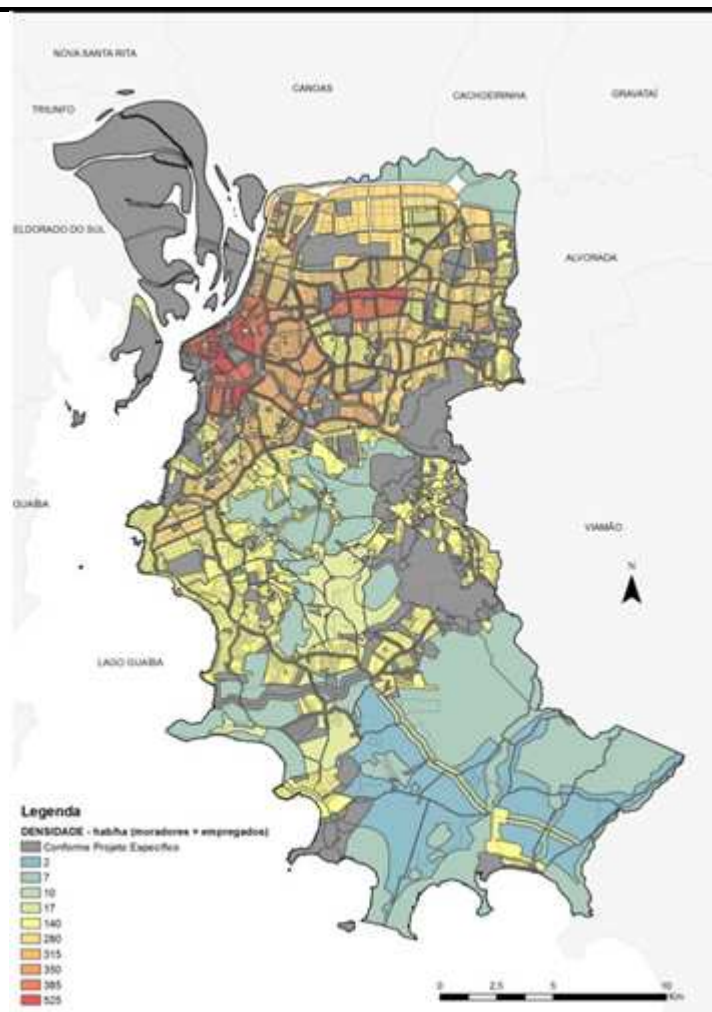 NOVA SANTA RITA
CANOAS
CACHOEIRINHA
GRAVATAÍ
TRIUNFO
ELDORADO DO SUL
ALVORADA
GUAÍBA
VIAMÃO
N
LAGO GUAÍBA
Legenda
DENSIDADE - hab/ha (moradores + empregados)
Conforme Projeto Específico
2
7
10
17
140
280
315
350
385
525
0 2,5 5 10
Km